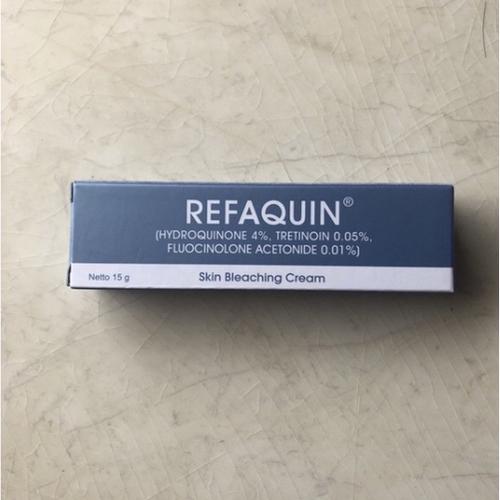 REFAQUIN®
(HYDROQUINONE 4%, TRETINOIN 0.05%,
FLUOCINOLONE ACETONIDE 0.01%)
Netto 15 g
Skin Bleaching Cream